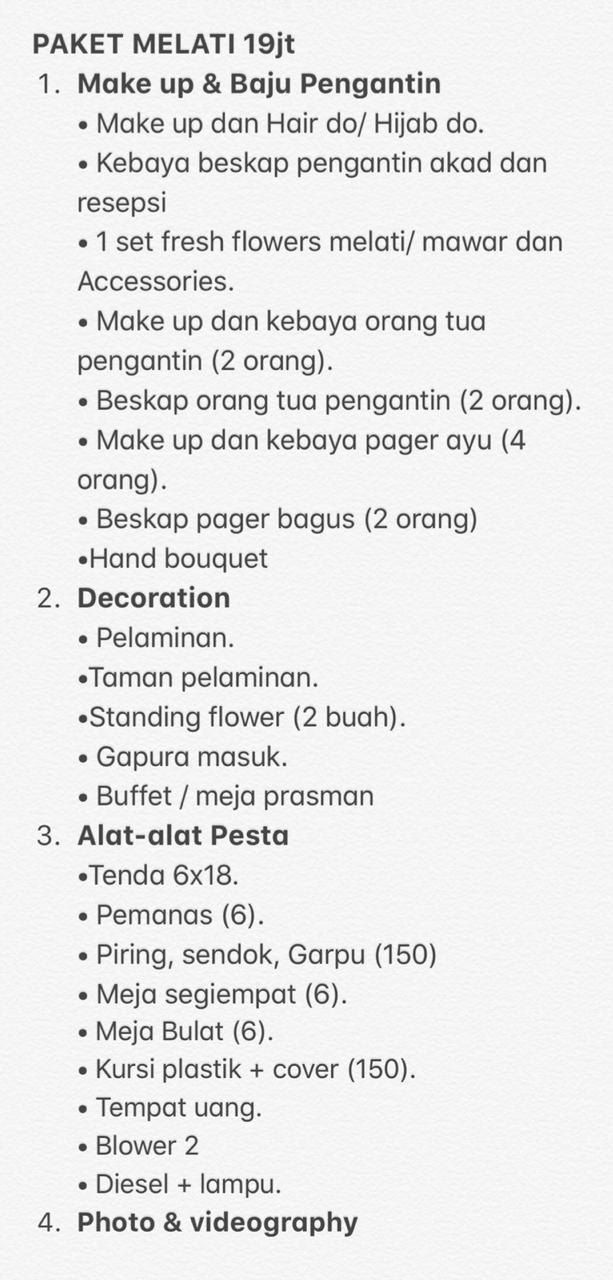 PAKET MELATI 19jt
1. Make up & Baju Pengantin
• Make up dan Hair do/ Hijab do.
• Kebaya beskap pengantin akad dan
resepsi
• 1 set fresh flowers melati/ mawar dan
Accessories.
• Make up dan kebaya orang tua
pengantin (2 orang).
• Beskap orang tua pengantin (2 orang).
• Make up dan kebaya pager ayu (4
orang).
• Beskap pager bagus (2 orang)
•Hand bouquet
2. Decoration
• Pelaminan.
•Taman pelaminan.
•Standing flower (2 buah).
• Gapura masuk.
• Buffet / meja prasman
3. Alat-alat Pesta
•Tenda 6x18.
• Pemanas (6).
• Piring, sendok, Garpu (150)
• Meja segiempat (6).
• Meja Bulat (6).
• Kursi plastik + cover (150).
• Tempat uang.
• Blower 2
• Diesel + lampu.
4. Photo & videography